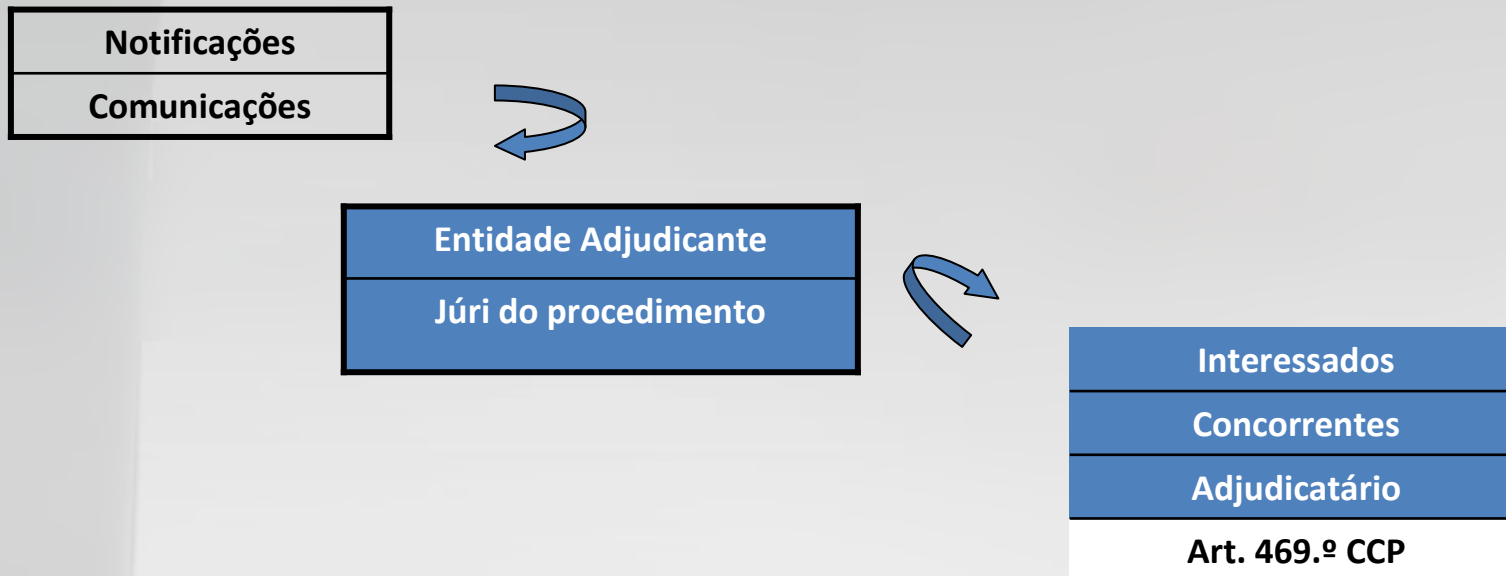 Notificações
Comunicações
Entidade Adjudicante
Júri do procedimento
Interessados
Concorrentes
Adjudicatário
Art. 469.º CCP